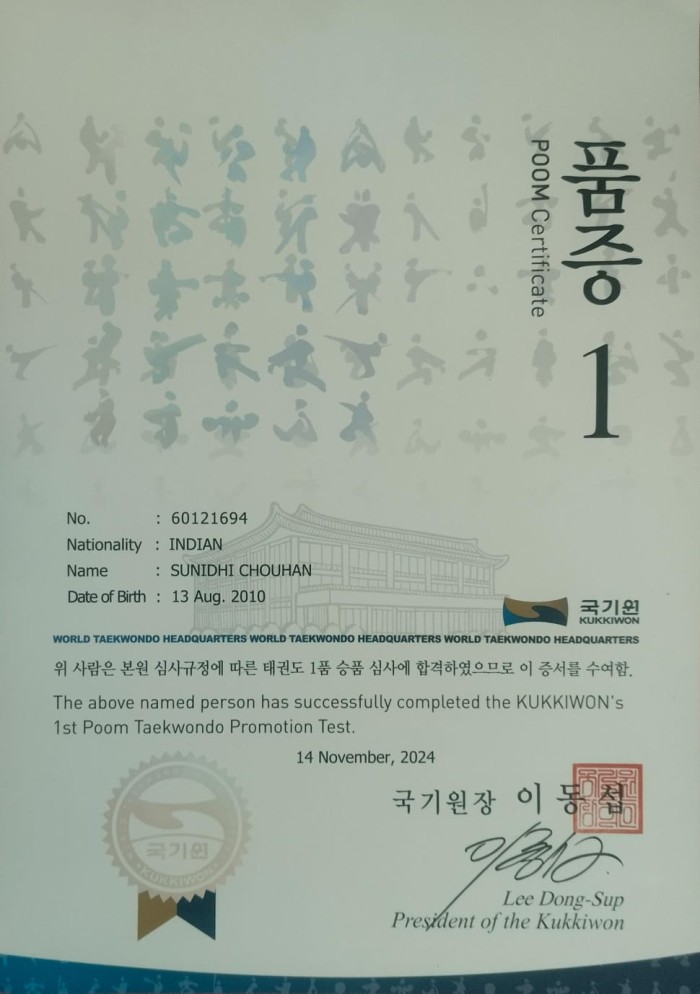 품증
POOM Certificate
1
No. : 60121694
Nationality : INDIAN
Name : SUNIDHI CHOUHAN
Date of Birth : 13 Aug. 2010
국기원
KUKKIWON
WORLD TAEKWONDO HEADQUARTERS WORLD TAEKWONDO HEADQUARTERS WORLD TAEKWONDO HEADQUARTERS
위 사람은 본원 심사규정에 따른 태권도 1품 승품 심사에 합격하였으므로 이 증서를 수여함.
The above named person has successfully completed the KUKKIWON's
1st Poom Taekwondo Promotion Test.
14 November, 2024
국기원장 이동섭
국기원
KUKKIWON
Lee Dong-Sup
President of the Kukkiwon